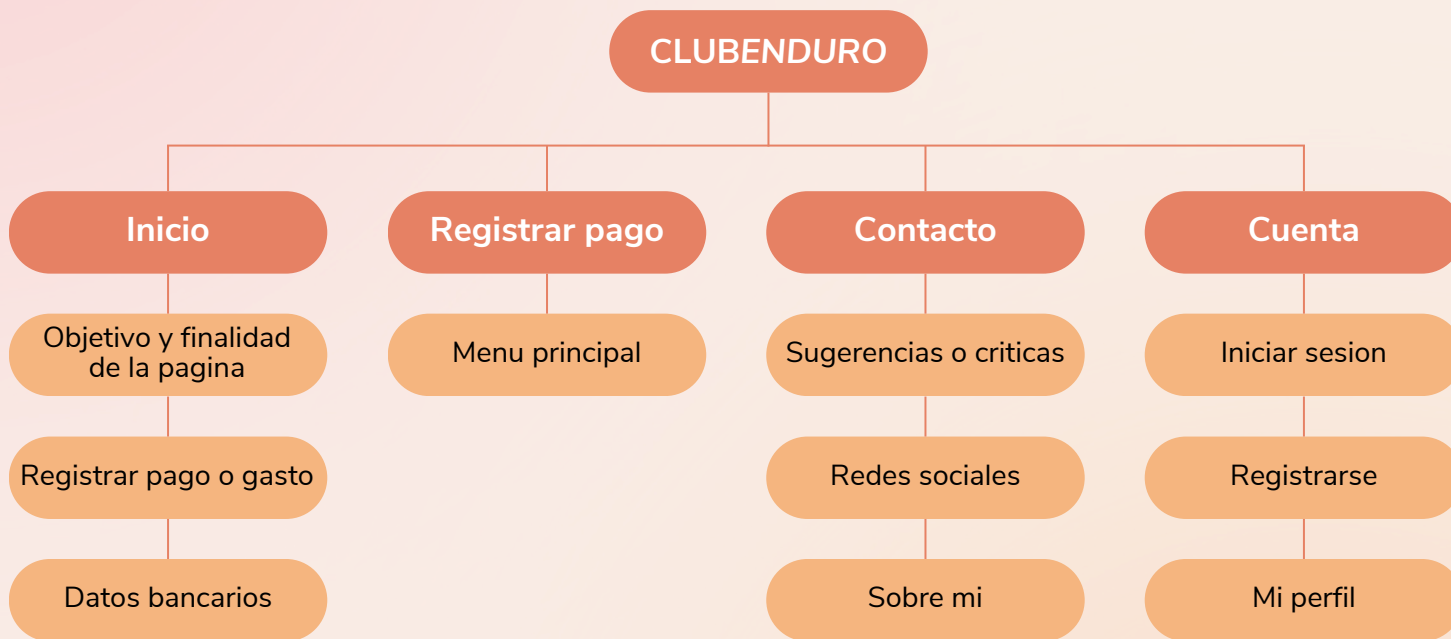 CLUBENDURO
Inicio
Registrar pago
Contacto
Cuenta
Objetivo y finalidad
de la pagina
Menu principal
Sugerencias o criticas
Iniciar sesion
Registrar pago o gasto
Redes sociales
Registrarse
Datos bancarios
Sobre mi
Mi perfil